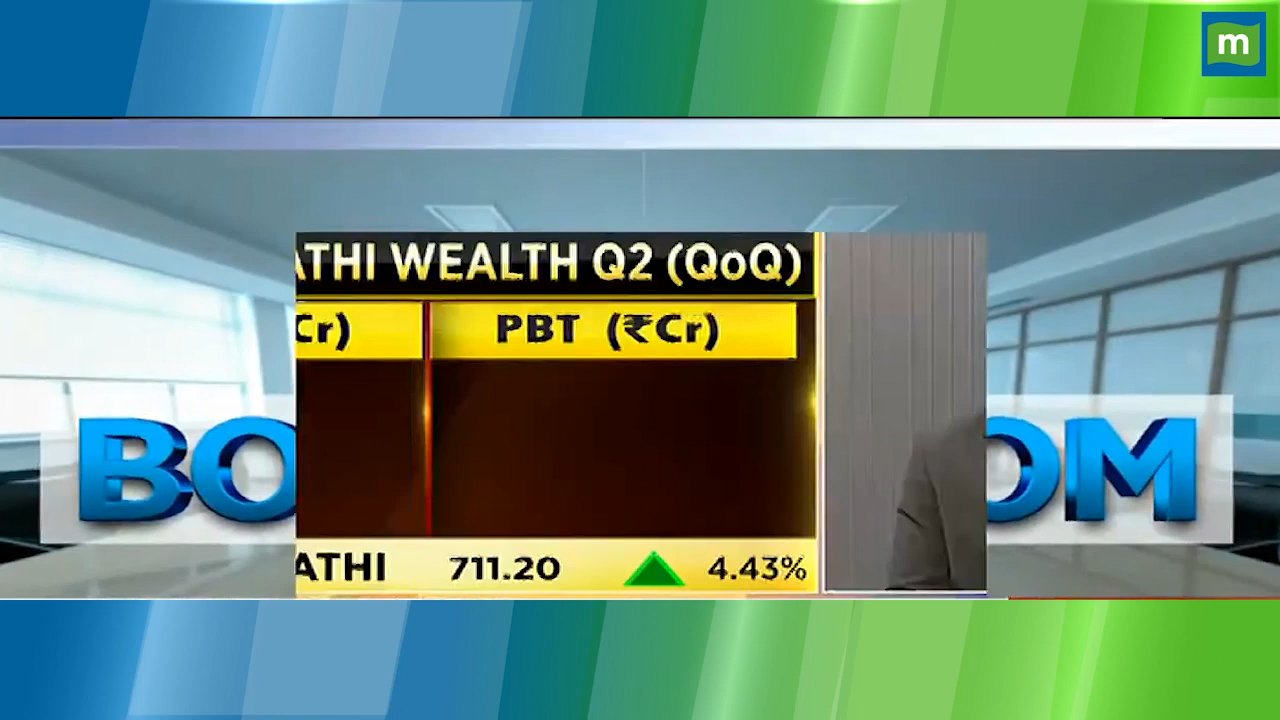 m
ATHI WEALTH Q2 (QoQ)
Cr) PBT (₹Cr)
BO OM
ATHI 711.20 4.43%